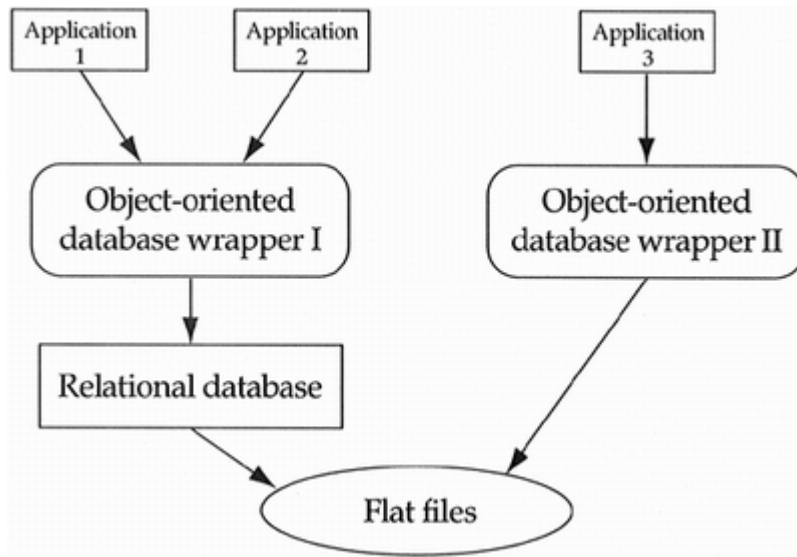 Application
1
Application
2
Application
3
Object-oriented
database wrapper I
Object-oriented
database wrapper II
Relational database
Flat files